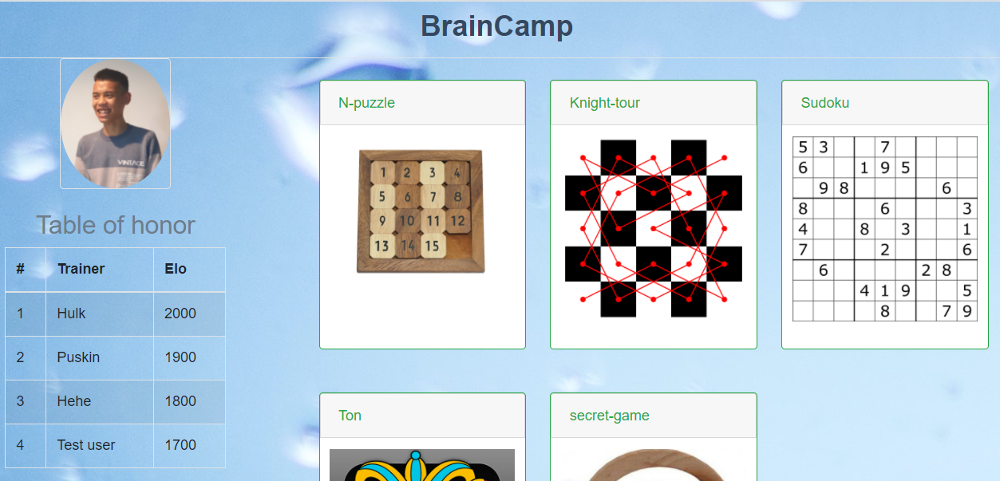 BrainCamp
VINTAGE
Table of honor
# Trainer Elo
1 Hulk 2000
2 Puskin 1900
3 Hehe 1800
4 Test user 1700
N-puzzle
1 2 3 4
5 6 7 8
9 10 11 12
13 14 15
Knight-tour
Sudoku
5 3 7
6 1 9 5
9 8 6
8 6 3
4 8 3 1
7 2 6
6 2 8
4 1 9 5
8 7 9
Ton
secret-game